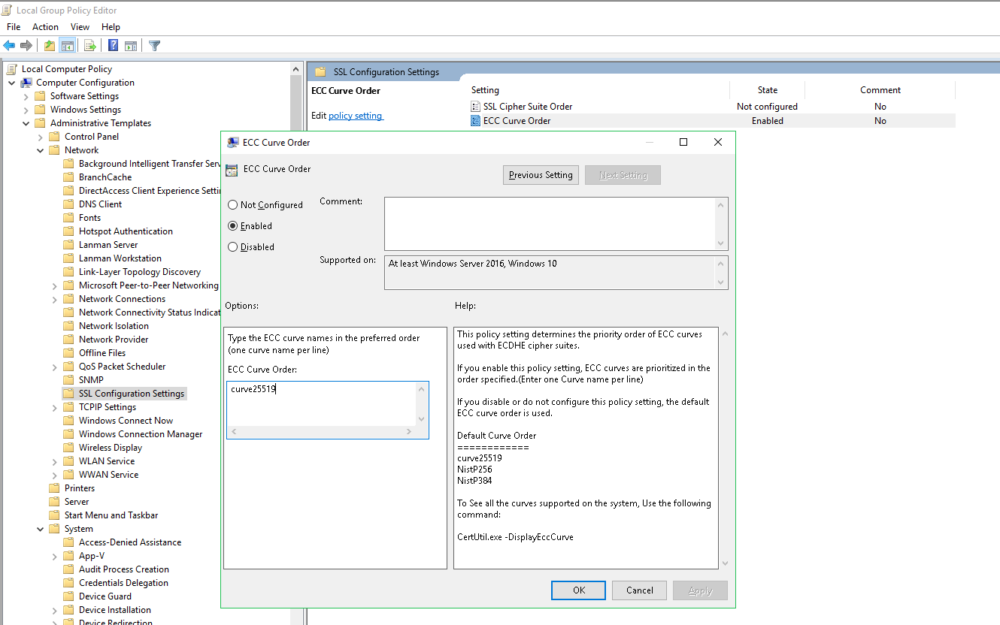 Local Group Policy Editor
File Action View Help
Local Computer Policy
Computer Configuration
Software Settings
Windows Settings
Administrative Templates
Control Panel
Network
Background Intelligent Transfer Serv
BranchCache
DirectAccess Client Experience Settin
DNS Client
Fonts
Hotspot Authentication
Lanman Server
Lanman Workstation
Link-Layer Topology Discovery
Microsoft Peer-to-Peer Networking
Network Connections
Network Connectivity Status Indicat
Network Isolation
Network Provider
Offline Files
QoS Packet Scheduler
SNMP
SSL Configuration Settings
TCPIP Settings
Windows Connect Now
Windows Connection Manager
Wireless Display
WLAN Service
WWAN Service
Printers
Server
Start Menu and Taskbar
System
Access-Denied Assistance
App-V
Audit Process Creation
Credentials Delegation
Device Guard
Device Installation
Device Redirection
SSL Configuration Settings
ECC Curve Order
Edit policy setting
Setting State Comment
SSL Cipher Suite Order Not configured No
ECC Curve Order Enabled No
ECC Curve Order
ECC Curve Order
Previous Setting Next Setting
Not Configured
Enabled
Disabled
Comment:
Supported on:
At least Windows Server 2016, Windows 10
Options:
Type the ECC curve names in the preferred order
(one curve name per line)
ECC Curve Order:
curve25519
Help:
This policy setting determines the priority order of ECC curves
used with ECDHE cipher suites.
If you enable this policy setting, ECC curves are prioritized in the
order specified.(Enter one Curve name per line)
If you disable or do not configure this policy setting, the default
ECC curve order is used.
Default Curve Order
============
curve25519
NistP256
NistP384
To See all the curves supported on the system, Use the following
command:
CertUtil.exe -DisplayEccCurve
OK Cancel Apply